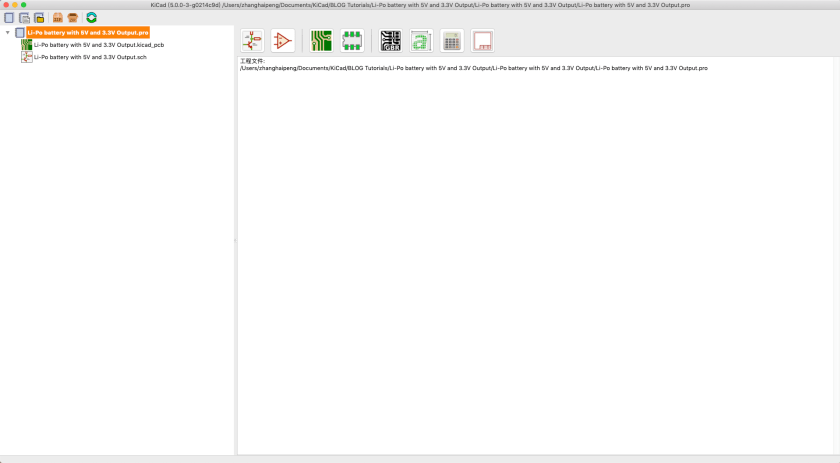 KiCad (5.0.0-3-g0214c9d) /Users/zhanghaipeng/Documents/KiCad/BLOG Tutorials/Li-Po battery with 5V and 3.3V Output/Li-Po battery with 5V and 3.3V Output/Li-Po battery with 5V and 3.3V Output.pro
Li-Po battery with 5V and 3.3V Output.pro
Li-Po battery with 5V and 3.3V Output.kicad_pcb
Li-Po battery with 5V and 3.3V Output.sch
GBR
a
工程文件:
/Users/zhanghaipeng/Documents/KiCad/BLOG Tutorials/Li-Po battery with 5V and 3.3V Output/Li-Po battery with 5V and 3.3V Output/Li-Po battery with 5V and 3.3V Output.pro